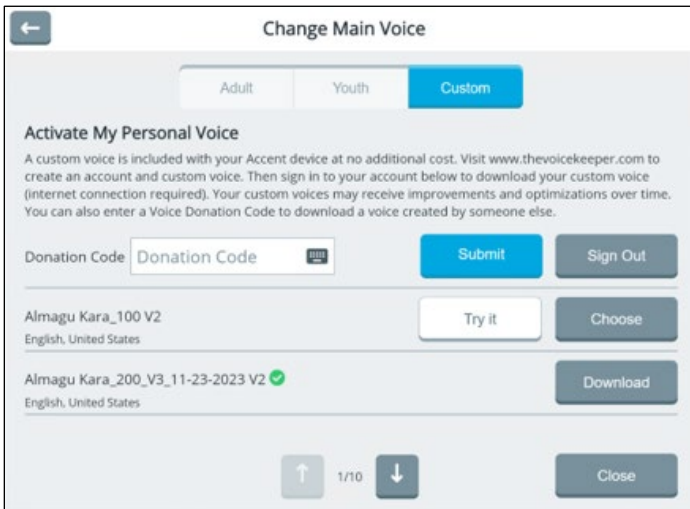 Change Main Voice
Adult Youth Custom
Activate My Personal Voice
A custom voice is included with your Accent device at no additional cost. Visit www.thevoicekeeper.com to
create an account and custom voice. Then sign in to your account below to download your custom voice
(internet connection required). Your custom voices may receive improvements and optimizations over time.
You can also enter a Voice Donation Code to download a voice created by someone else.
Donation Code Donation Code Submit Sign Out
Almagu Kara_100 V2 Try it Choose
English, United States
Almagu Kara_200_V3_11-23-2023 V2 Download
English, United States
1/10 Close